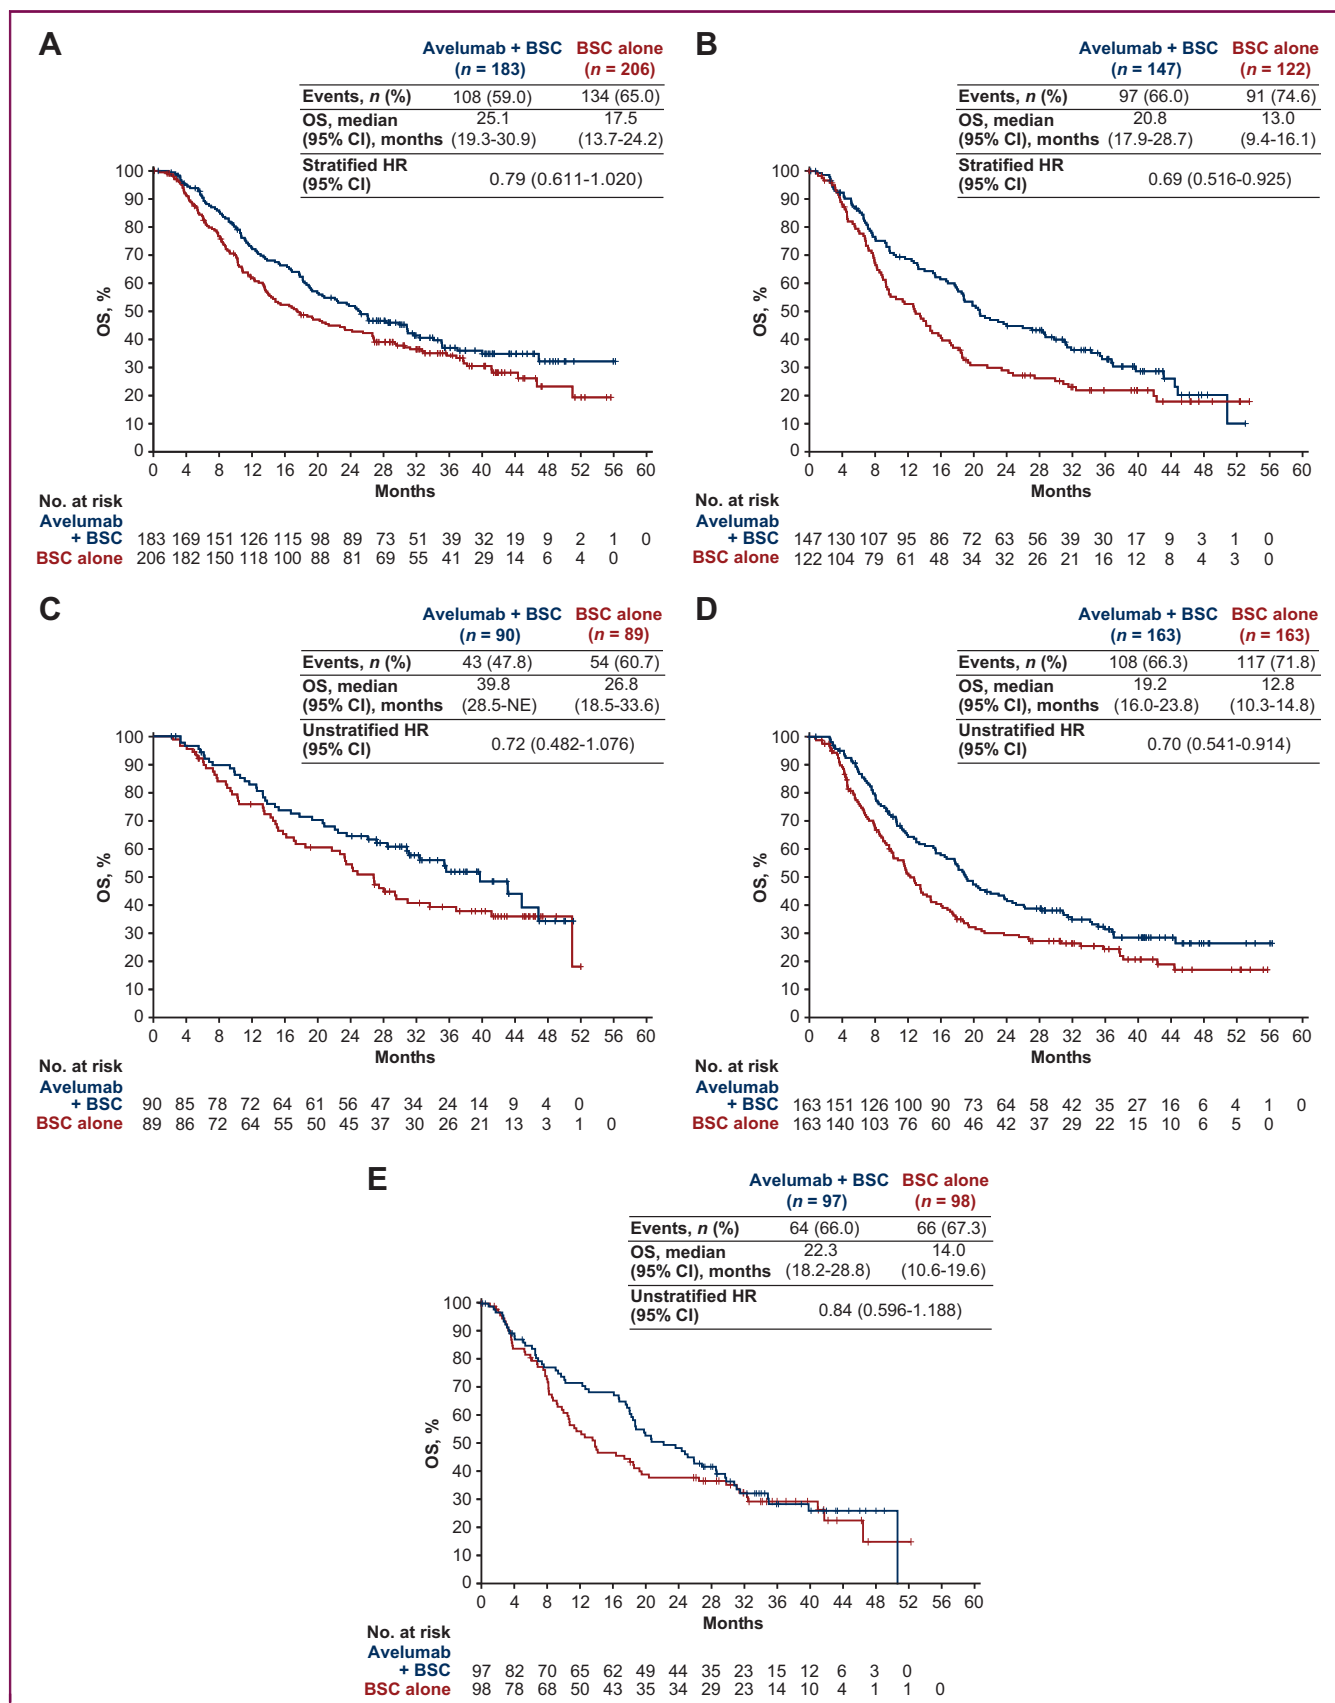 A
Avelumab + BSC BSC alone
(n = 183) (n = 206)
Events, n (%) 108 (59.0) 134 (65.0)
OS, median 25.1 17.5
(95% CI), months (19.3-30.9) (13.7-24.2)
Stratified HR
(95% CI) 0.79 (0.611-1.020)
100
90
80
70
60
50
40
30
20
10
0
OS, %
0 4 8 12 16 20 24 28 32 36 40 44 48 52 56 60
Months
No. at risk
Avelumab
+ BSC 183 169 151 126 115 98 89 73 51 39 32 19 9 2 1 0
BSC alone 206 182 150 118 100 88 81 69 55 41 29 14 6 4 0
B
Avelumab + BSC BSC alone
(n = 147) (n = 122)
Events, n (%) 97 (66.0) 91 (74.6)
OS, median 20.8 13.0
(95% CI), months (17.9-28.7) (9.4-16.1)
Stratified HR
(95% CI) 0.69 (0.516-0.925)
100
90
80
70
60
50
40
30
20
10
0
OS, %
0 4 8 12 16 20 24 28 32 36 40 44 48 52 56 60
Months
No. at risk
Avelumab
+ BSC 147 130 107 95 86 72 63 56 39 30 17 9 3 1 0
BSC alone 122 104 79 61 48 34 32 26 21 16 12 8 4 3 0
C
Avelumab + BSC BSC alone
(n = 90) (n = 89)
Events, n (%) 43 (47.8) 54 (60.7)
OS, median 39.8 26.8
(95% CI), months (28.5-NE) (18.5-33.6)
Unstratified HR
(95% CI) 0.72 (0.482-1.076)
100
90
80
70
60
50
40
30
20
10
0
OS, %
0 4 8 12 16 20 24 28 32 36 40 44 48 52 56 60
Months
No. at risk
Avelumab
+ BSC 90 85 78 72 64 61 56 47 34 24 14 9 4 0
BSC alone 89 86 72 64 55 50 45 37 30 26 21 13 3 1 0
D
Avelumab + BSC BSC alone
(n = 163) (n = 163)
Events, n (%) 108 (66.3) 117 (71.8)
OS, median 19.2 12.8
(95% CI), months (16.0-23.8) (10.3-14.8)
Unstratified HR
(95% CI) 0.70 (0.541-0.914)
100
90
80
70
60
50
40
30
20
10
0
OS, %
0 4 8 12 16 20 24 28 32 36 40 44 48 52 56 60
Months
No. at risk
Avelumab
+ BSC 163 151 126 100 90 73 64 58 42 35 27 16 6 4 1 0
BSC alone 163 140 103 76 60 46 42 37 29 22 15 10 6 5 0
E
Avelumab + BSC BSC alone
(n = 97) (n = 98)
Events, n (%) 64 (66.0) 66 (67.3)
OS, median 22.3 14.0
(95% CI), months (18.2-28.8) (10.6-19.6)
Unstratified HR
(95% CI) 0.84 (0.596-1.188)
100
90
80
70
60
50
40
30
20
10
0
OS, %
0 4 8 12 16 20 24 28 32 36 40 44 48 52 56 60
Months
No. at risk
Avelumab
+ BSC 97 82 70 65 62 49 44 35 23 15 12 6 3 0
BSC alone 98 78 68 50 43 35 34 29 23 14 10 4 1 1 0